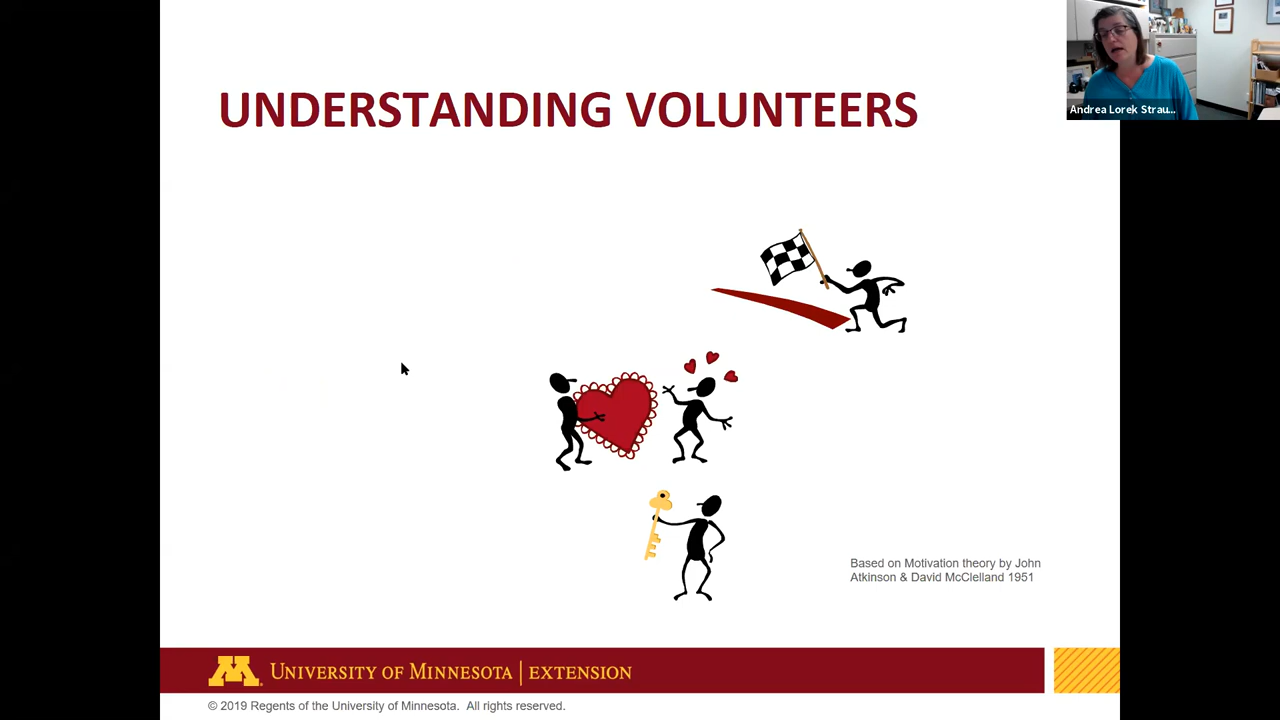 UNDERSTANDING VOLUNTEERS
Andrea Lorek Strau...
Based on Motivation theory by John
Atkinson & David McClelland 1951
M
UNIVERSITY OF MINNESOTA | EXTENSION
© 2019 Regents of the University of Minnesota. All rights reserved.